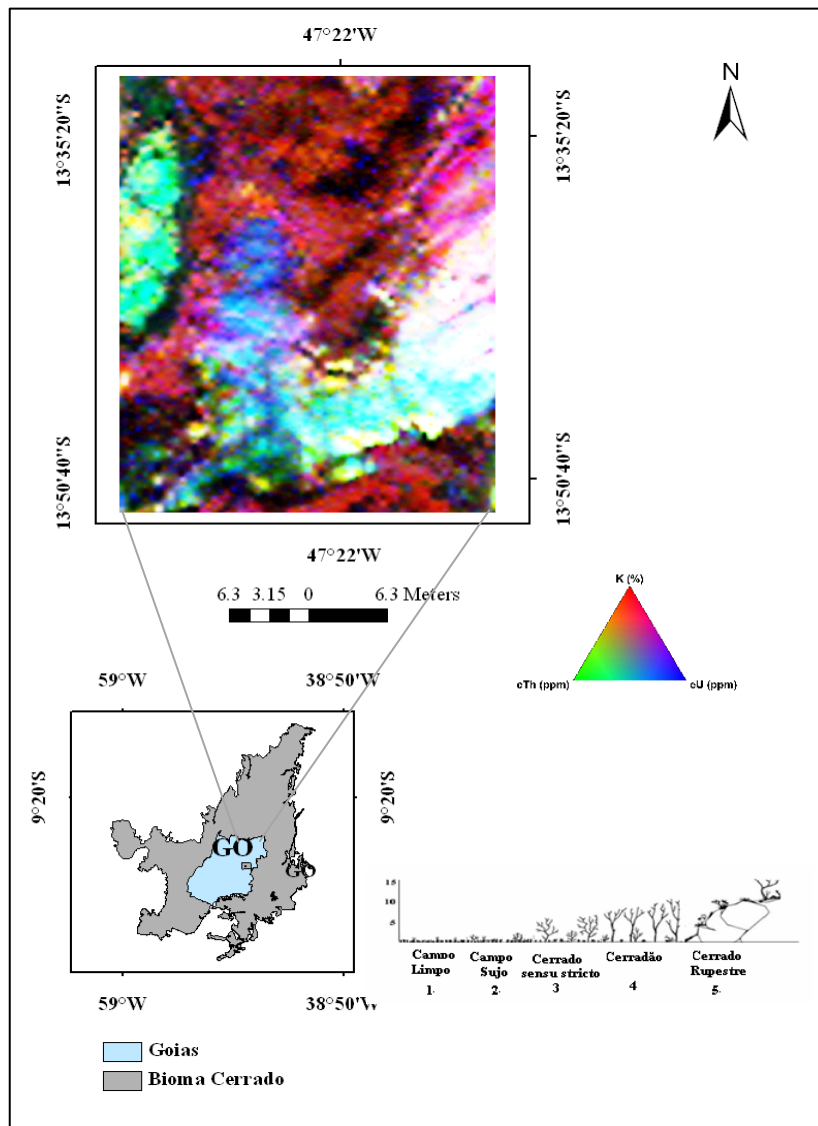 47°22'W
N
13°35'20"S
13°35'20"S
13°50'40"S
13°50'40"S
47°22'W
6.3 3.15 0 6.3 Meters
K (%)
eTh (ppm)
eU (ppm)
59°W
38°50'W
9°20'S
9°20'S
GO
GO
59°W
38°50'W
15
10
5
Campo Limpo
1.
Campo Sujo
2.
Cerrado sensu stricto
3
Cerradão
4
Cerrado Rupestre
5.
Goias
Bioma Cerrado